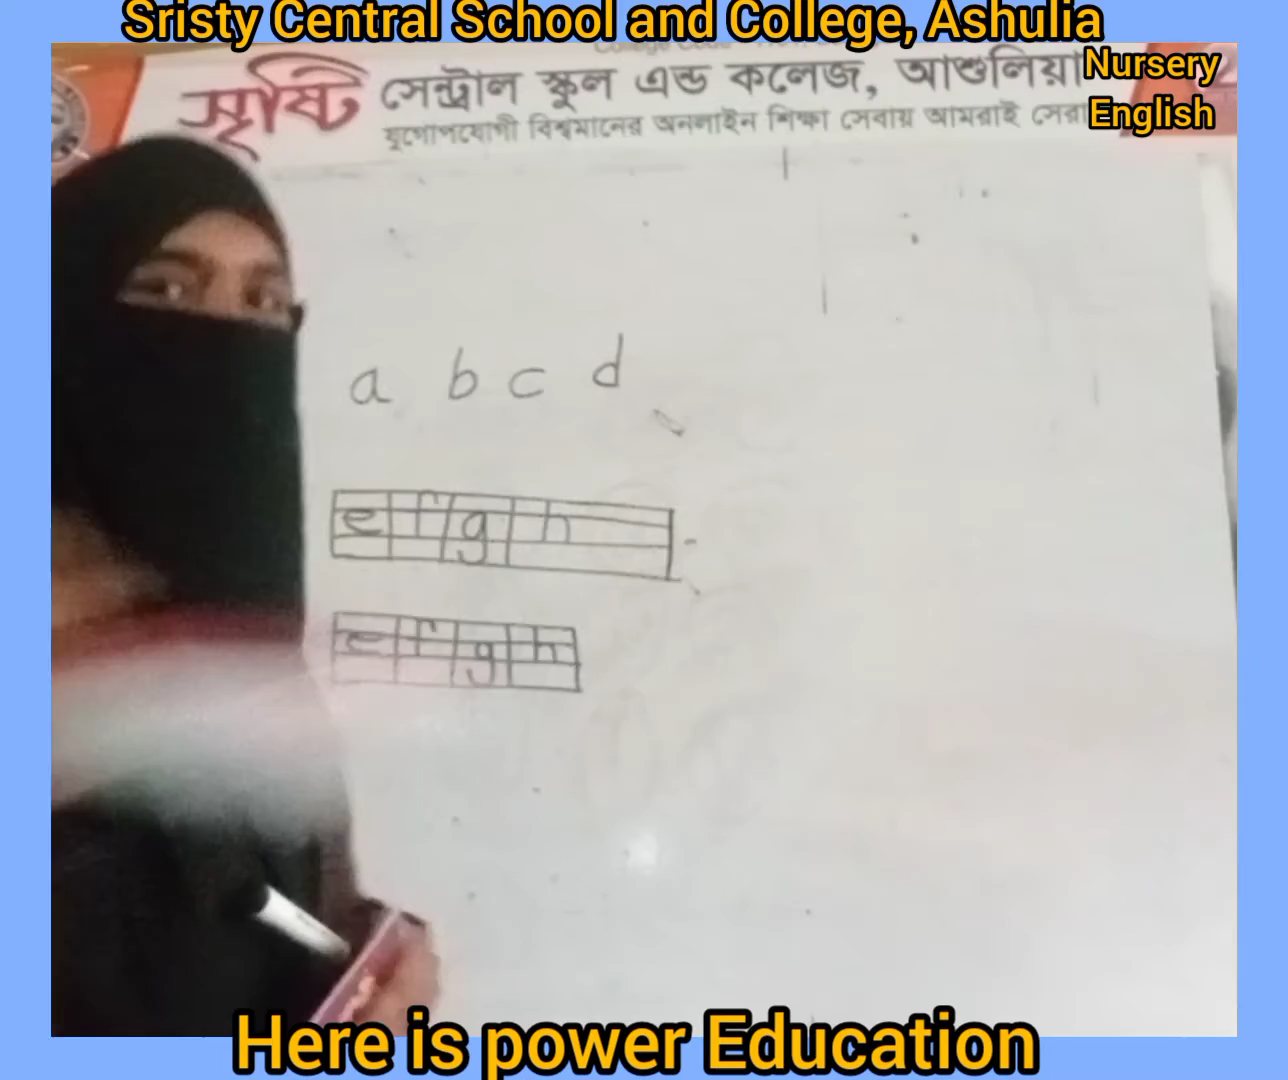 Sristy Central School and College, Ashulia
সৃষ্টি সেন্ট্রাল স্কুল এন্ড কলেজ, আশুলিয়া
যুগোপযোগী বিশ্বমানের অনলাইন শিক্ষা সেবায় আমরাই সেরা
Nursery
English
a b c d
e f g h
e f g h
Here is power Education